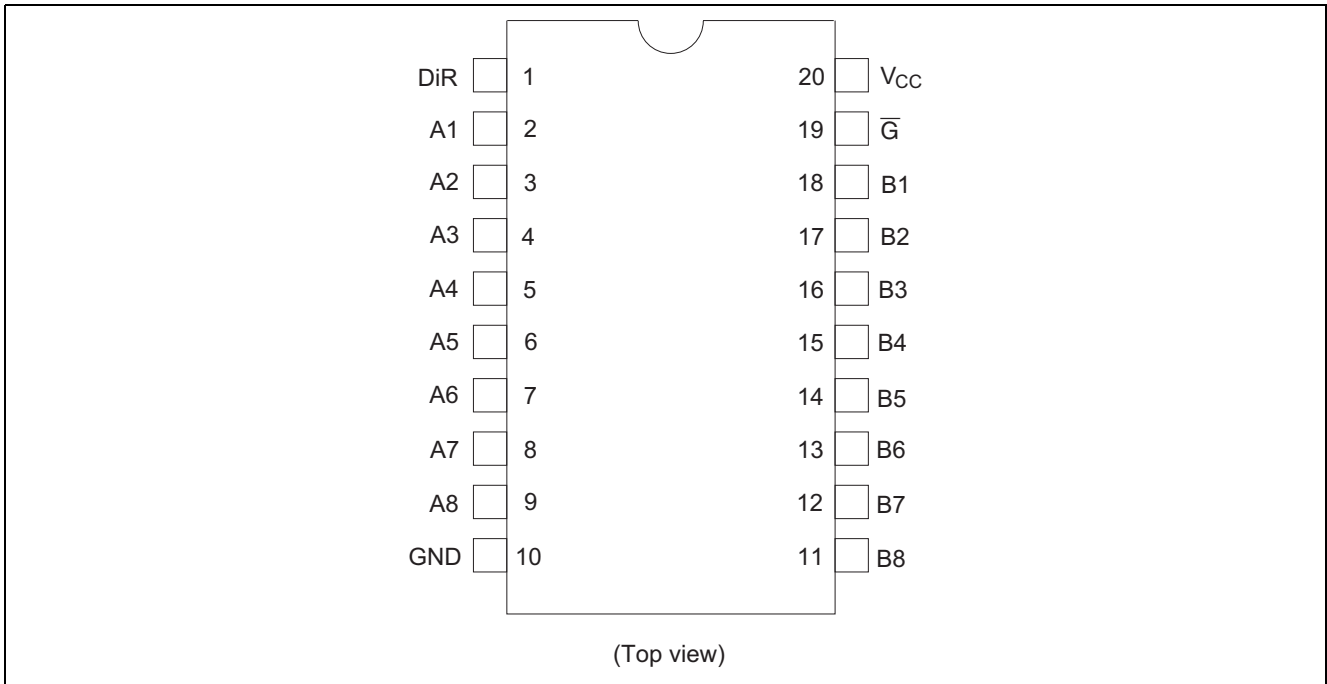 DiR 1 20 VCC
A1 2 19 G̅
A2 3 18 B1
A3 4 17 B2
A4 5 16 B3
A5 6 15 B4
A6 7 14 B5
A7 8 13 B6
A8 9 12 B7
GND 10 11 B8
(Top view)